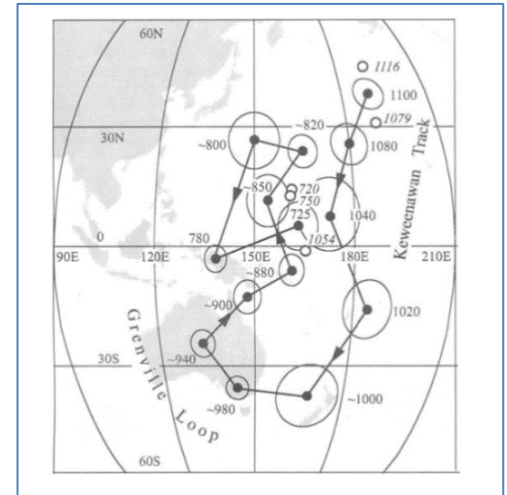 60N
1116
1100
1079
30N
~820
~800
1080
Keweenawan Track
~850
720
~750
725
1040
780
1054
0
90E
120E
150E
180E
210E
~880
~900
1020
Grenville Loop
~940
30S
~980
~1000
60S